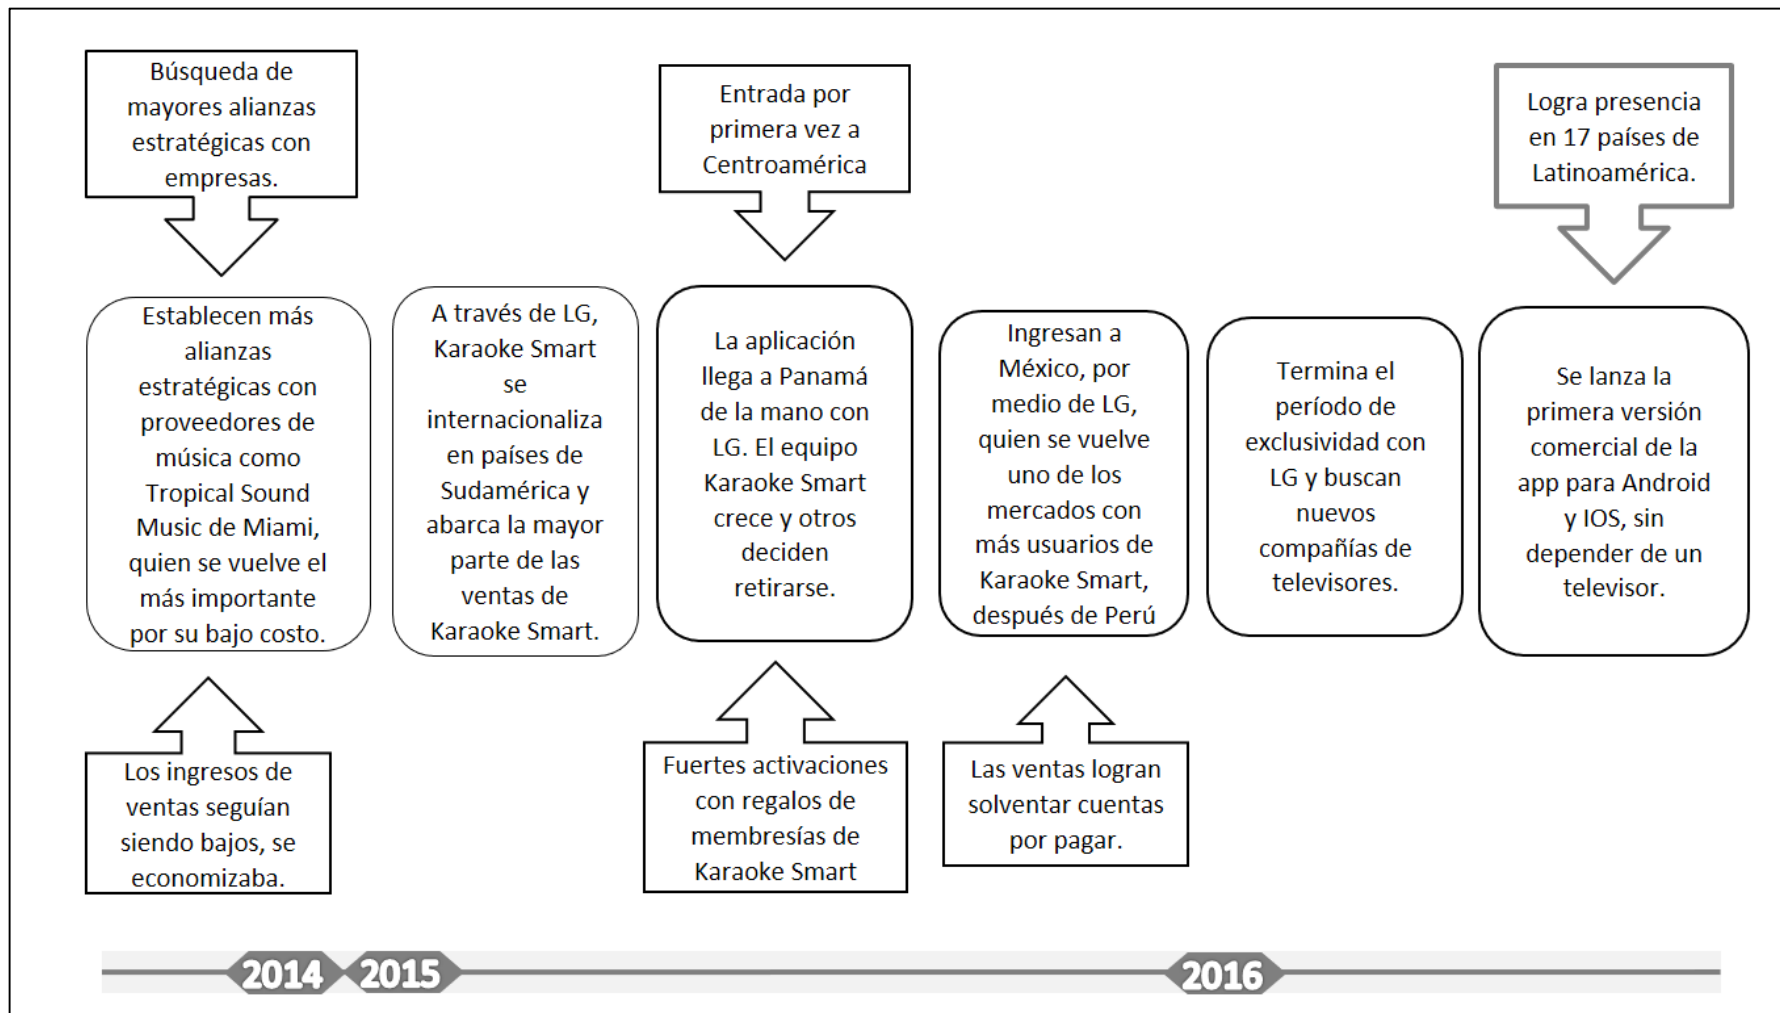 Búsqueda de
mayores alianzas
estratégicas con
empresas.
Entrada por
primera vez a
Centroamérica
Logra presencia
en 17 países de
Latinoamérica.
Establecen más
alianzas
estratégicas con
proveedores de
música como
Tropical Sound
Music de Miami,
quien se vuelve el
más importante
por su bajo costo.
A través de LG,
Karaoke Smart
se
internacionaliza
en países de
Sudamérica y
abarca la mayor
parte de las
ventas de
Karaoke Smart.
La aplicación
llega a Panamá
de la mano con
LG. El equipo
Karaoke Smart
crece y otros
deciden
retirarse.
Ingresan a
México, por
medio de LG,
quien se vuelve
uno de los
mercados con
más usuarios de
Karaoke Smart,
después de Perú
Termina el
período de
exclusividad con
LG y buscan
nuevos
compañías de
televisores.
Se lanza la
primera versión
comercial de la
app para Android
y IOS, sin
depender de un
televisor.
Los ingresos de
ventas seguían
siendo bajos, se
economizaba.
Fuertes activaciones
con regalos de
membresías de
Karaoke Smart
Las ventas logran
solventar cuentas
por pagar.
2014
2015
2016